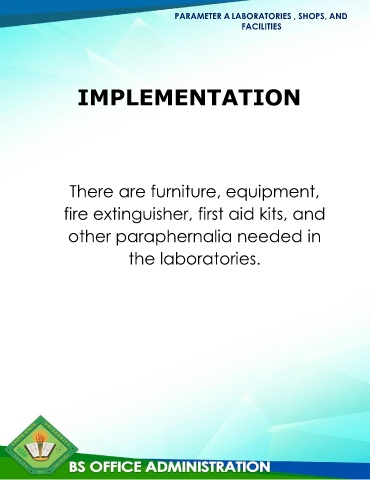 PARAMETER A LABORATORIES , SHOPS, AND
FACILITIES
IMPLEMENTATION
There are furniture, equipment,
fire extinguisher, first aid kits, and
other paraphernalia needed in
the laboratories.
BS OFFICE ADMINISTRATION